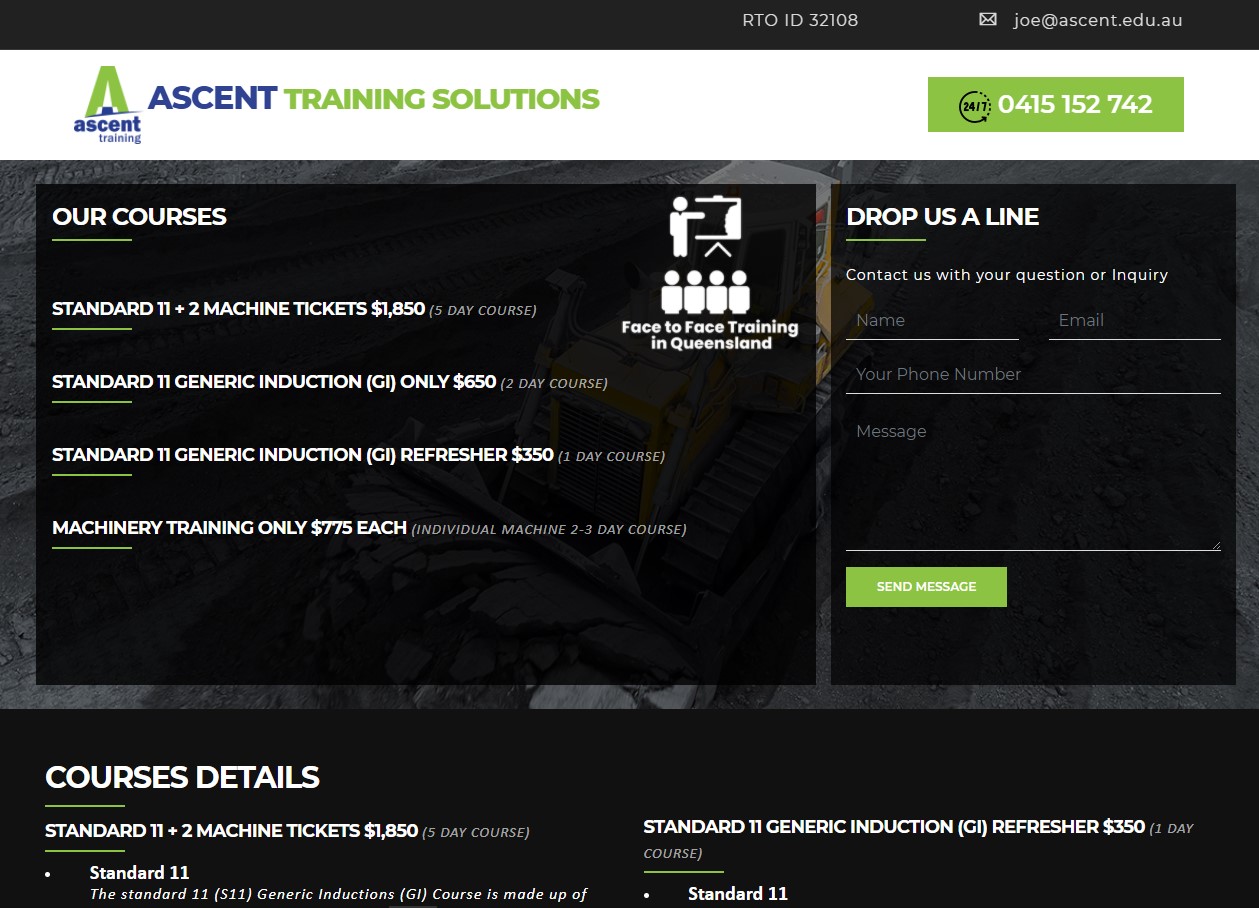 RTO ID 32108
joe@ascent.edu.au
ascent
training
ASCENT TRAINING SOLUTIONS
24/7 0415 152 742
OUR COURSES
STANDARD 11 + 2 MACHINE TICKETS $1,850 (5 DAY COURSE)
STANDARD 11 GENERIC INDUCTION (GI) ONLY $650 (2 DAY COURSE)
STANDARD 11 GENERIC INDUCTION (GI) REFRESHER $350 (1 DAY COURSE)
MACHINERY TRAINING ONLY $775 EACH (INDIVIDUAL MACHINE 2-3 DAY COURSE)
Face to Face Training
in Queensland
DROP US A LINE
Contact us with your question or Inquiry
Name
Email
Your Phone Number
Message
SEND MESSAGE
COURSES DETAILS
STANDARD 11 + 2 MACHINE TICKETS $1,850 (5 DAY COURSE)
• Standard 11
The standard 11 (S11) Generic Inductions (GI) Course is made up of
STANDARD 11 GENERIC INDUCTION (GI) REFRESHER $350 (1 DAY
COURSE)
• Standard 11